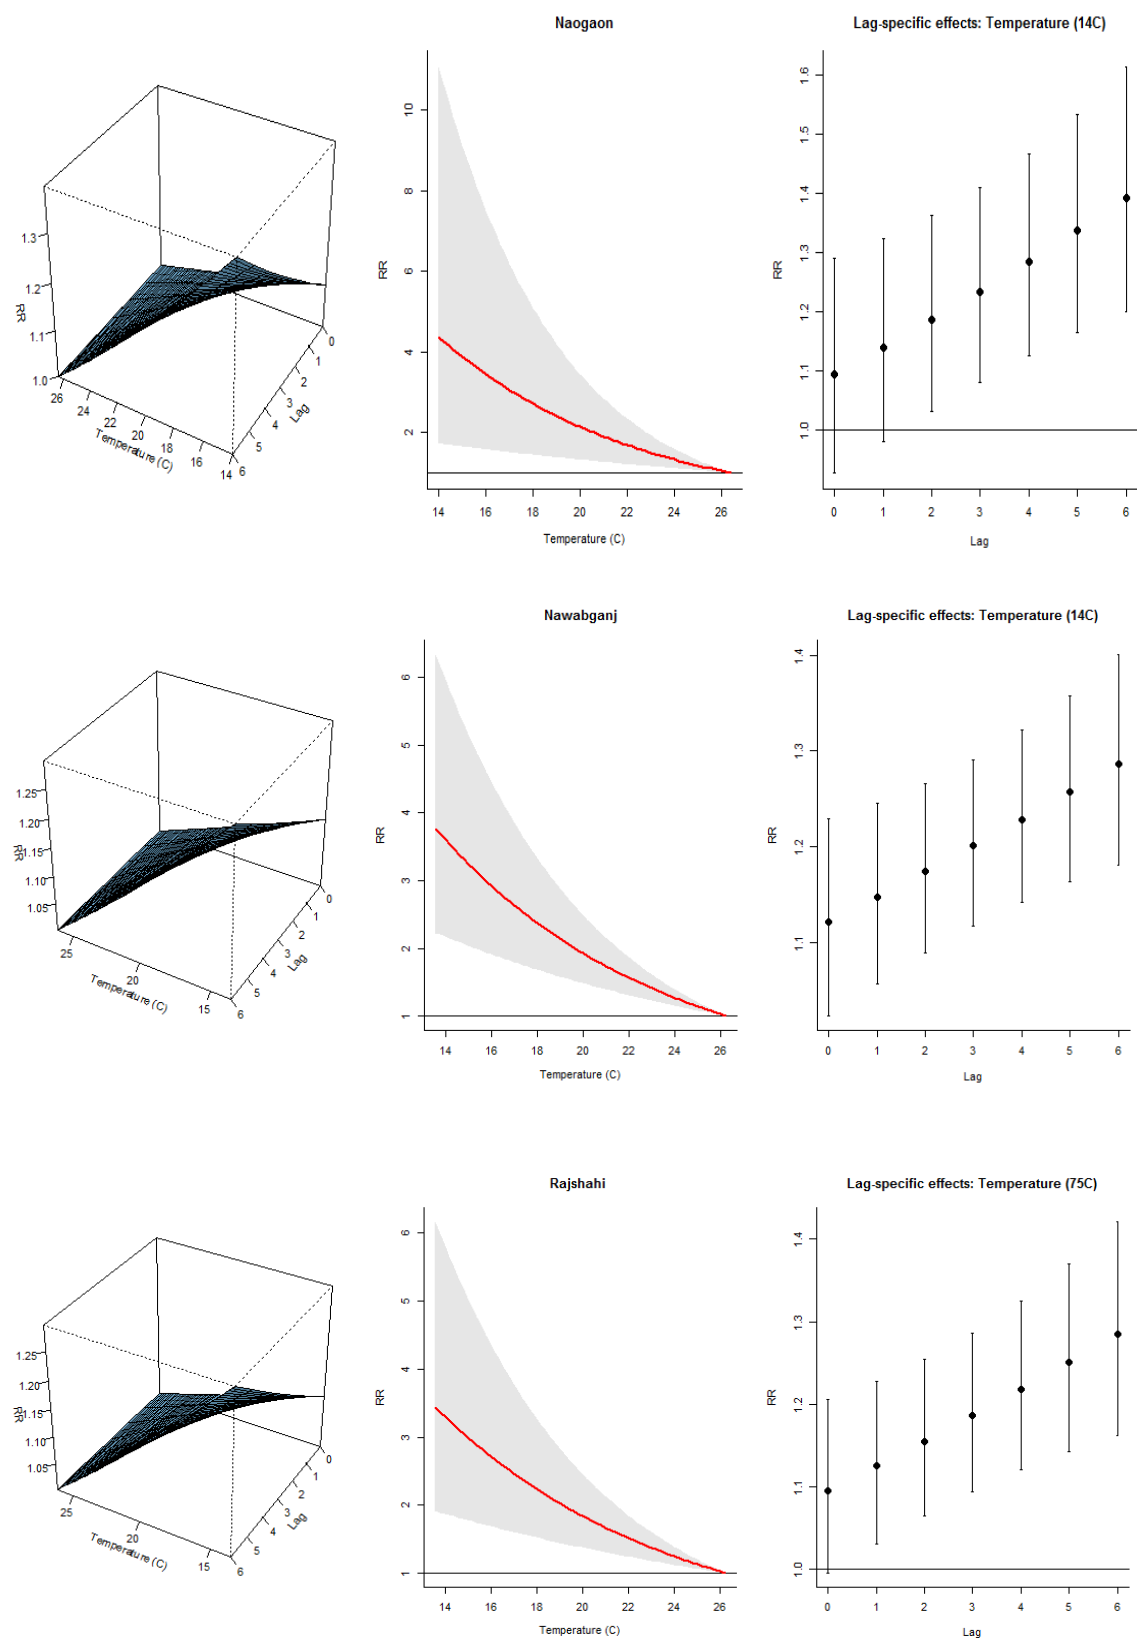 Naogaon
Lag-specific effects: Temperature (14C)
1.3
1.2
1.1
1.0
RR
26
24
22
20
18
16
14
Temperature (C)
0
1
2
3
4
5
6
Lag
10
8
6
4
2
RR
14 16 18 20 22 24 26
Temperature (C)
1.6
1.5
1.4
1.3
1.2
1.1
1.0
RR
0 1 2 3 4 5 6
Lag
Nawabganj
Lag-specific effects: Temperature (14C)
1.25
1.20
1.15
1.10
1.05
RR
25
20
15
Temperature (C)
0
1
2
3
4
5
6
Lag
6
5
4
3
2
1
RR
14 16 18 20 22 24 26
Temperature (C)
1.4
1.3
1.2
1.1
RR
0 1 2 3 4 5 6
Lag
Rajshahi
Lag-specific effects: Temperature (75C)
1.25
1.20
1.15
1.10
1.05
RR
25
20
15
Temperature (C)
0
1
2
3
4
5
6
Lag
6
5
4
3
2
1
RR
14 16 18 20 22 24 26
Temperature (C)
1.4
1.3
1.2
1.1
1.0
RR
0 1 2 3 4 5 6
Lag